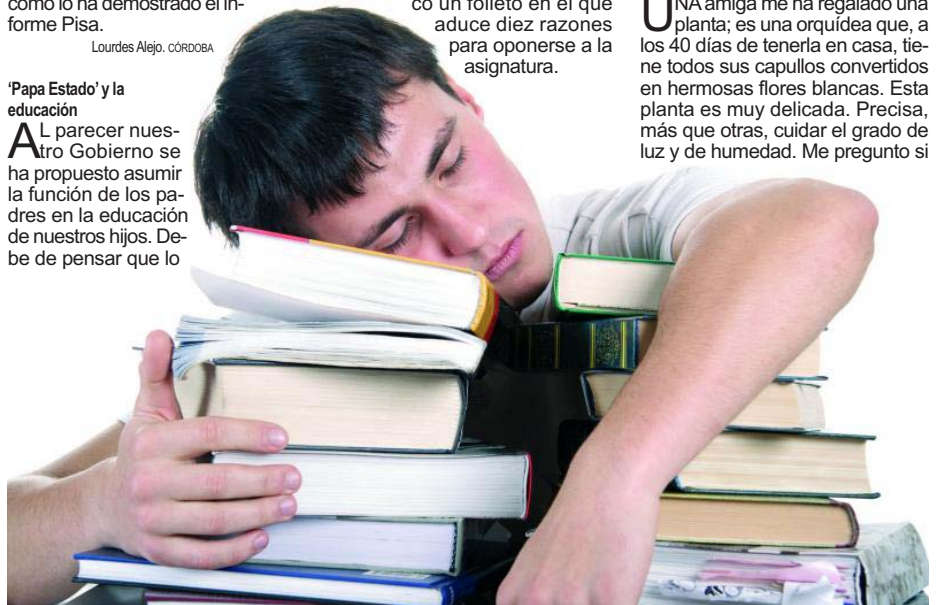 como lo ha demostrado el in-
forme Pisa.
Lourdes Alejo. CÓRDOBA
‘Papa Estado’ y la
educación
AL parecer nues-
tro Gobierno se
ha propuesto asumir
la función de los pa-
dres en la educación
de nuestros hijos. De-
be de pensar que lo
có un folleto en el que
aduce diez razones
para oponerse a la
asignatura.
UNA amiga me ha regalado una
planta; es una orquídea que, a
los 40 días de tenerla en casa, tie-
ne todos sus capullos convertidos
en hermosas flores blancas. Esta
planta es muy delicada. Precisa,
más que otras, cuidar el grado de
luz y de humedad. Me pregunto si